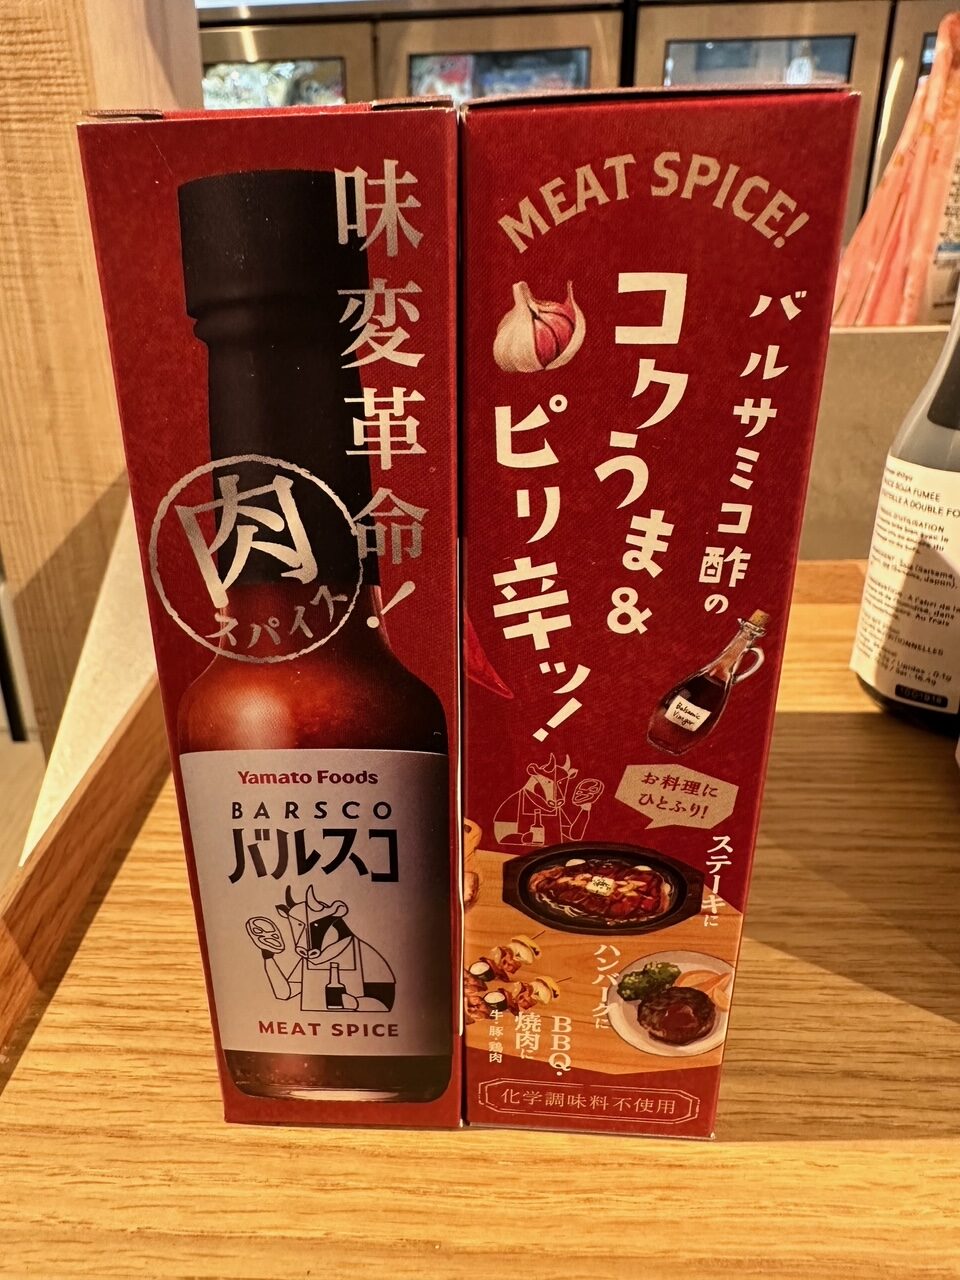 味変革命！
肉
スパイス
Yamato Foods
BARSCO
バルスコ
MEAT SPICE
MEAT SPICE!
バルサミコ酢の
コクうま&
ピリ辛ッ！
Balsamic
Vinegar
お料理に
ひとふり!
ステーキに
ハンバーグに
BBQ・
焼肉に
牛・豚・鶏肉
化学調味料不使用
SOJA FUMÉE
D'UTILISATION